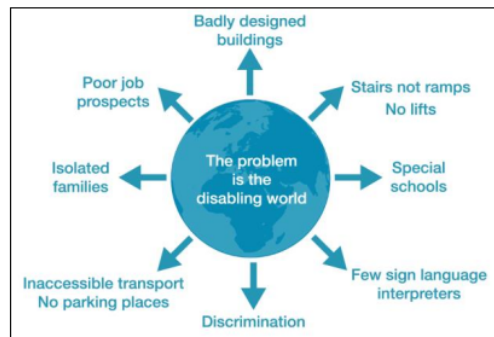 Badly designed
buildings
Poor job
prospects
Stairs not ramps
No lifts
Isolated
families
The problem
is the
disabling world
Special
schools
Inaccessible transport
No parking places
Few sign language
interpreters
Discrimination